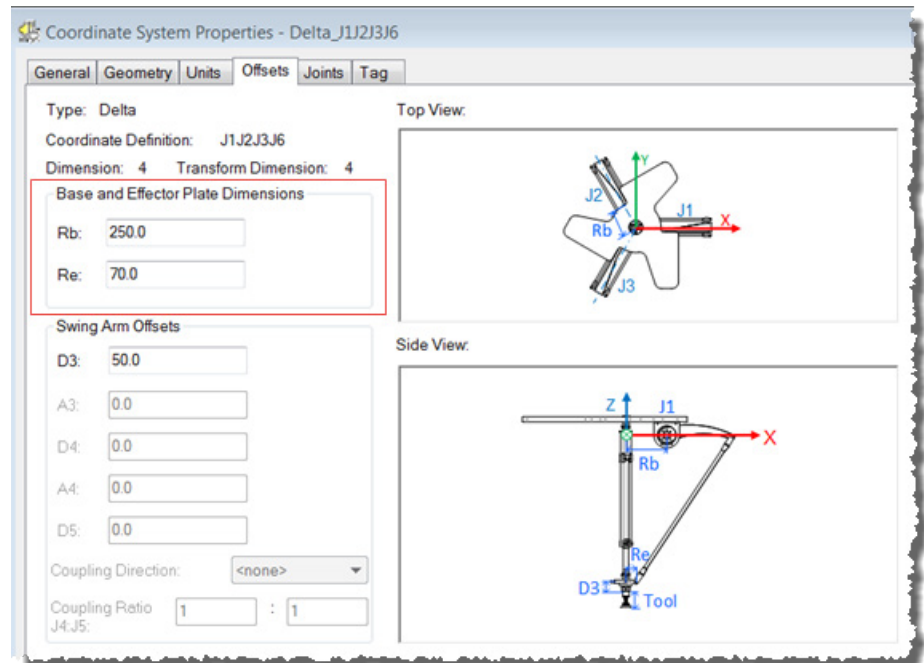 Coordinate System Properties - Delta_J1J2J3J6
General Geometry Units Offsets Joints Tag
Type: Delta
Coordinate Definition: J1J2J3J6
Dimension: 4 Transform Dimension: 4
Base and Effector Plate Dimensions
Rb: 250.0
Re: 70.0
Swing Arm Offsets
D3: 50.0
A3: 0.0
D4: 0.0
A4: 0.0
D5: 0.0
Coupling Direction: <none>
Coupling Ratio
J4:J5:
1 : 1
Top View:
Y
J2
J1
X
Rb
J3
Side View:
Z
J1
X
Rb
Re
D3
Tool